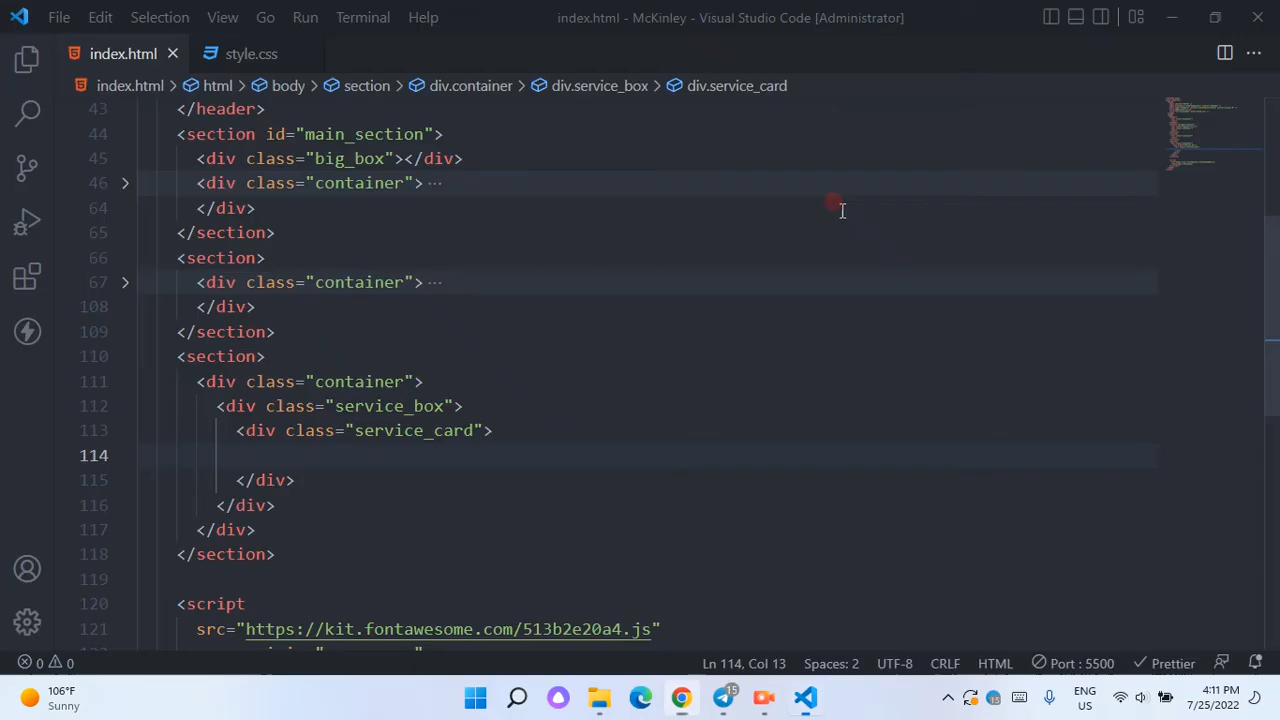 File Edit Selection View Go Run Terminal Help index.html - McKinley - Visual Studio Code [Administrator]
index.html style.css
index.html > html > body > section > div.container > div.service_box > div.service_card
43 </header>
44 <section id="main_section">
45 <div class="big_box"></div>
46 <div class="container"> ...
64 </div>
65 </section>
66 <section>
67 <div class="container"> ...
108 </div>
109 </section>
110 <section>
111 <div class="container">
112 <div class="service_box">
113 <div class="service_card">
114
115 </div>
116 </div>
117 </div>
118 </section>
119
120 <script
121 src="https://kit.fontawesome.com/513b2e20a4.js"
0 0 Ln 114, Col 13 Spaces: 2 UTF-8 CRLF HTML Port : 5500 Prettier
106°F
Sunny
15
15
ENG
US
4:11 PM
7/25/2022